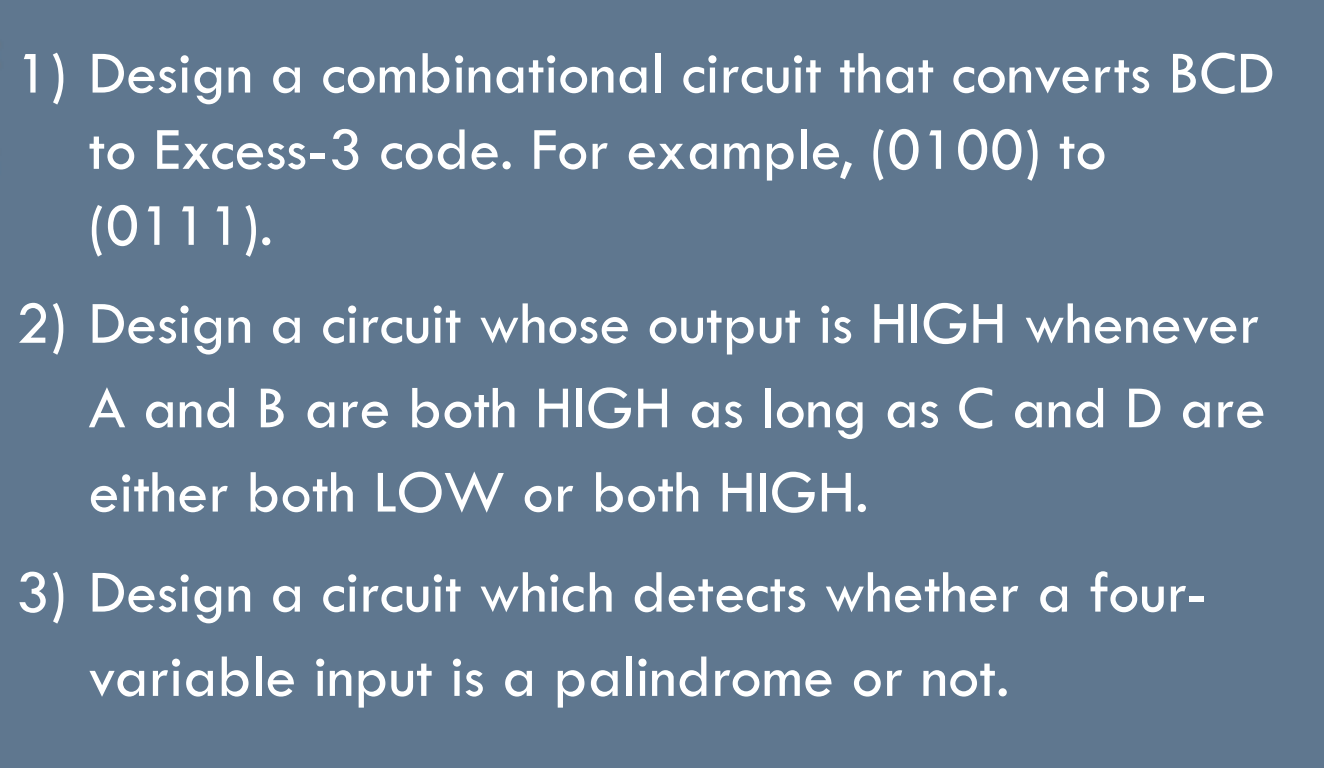 1) Design a combinational circuit that converts BCD
to Excess-3 code. For example, (0100) to
(0111).
2) Design a circuit whose output is HIGH whenever
A and B are both HIGH as long as C and D are
either both LOW or both HIGH.
3) Design a circuit which detects whether a four-
variable input is a palindrome or not.